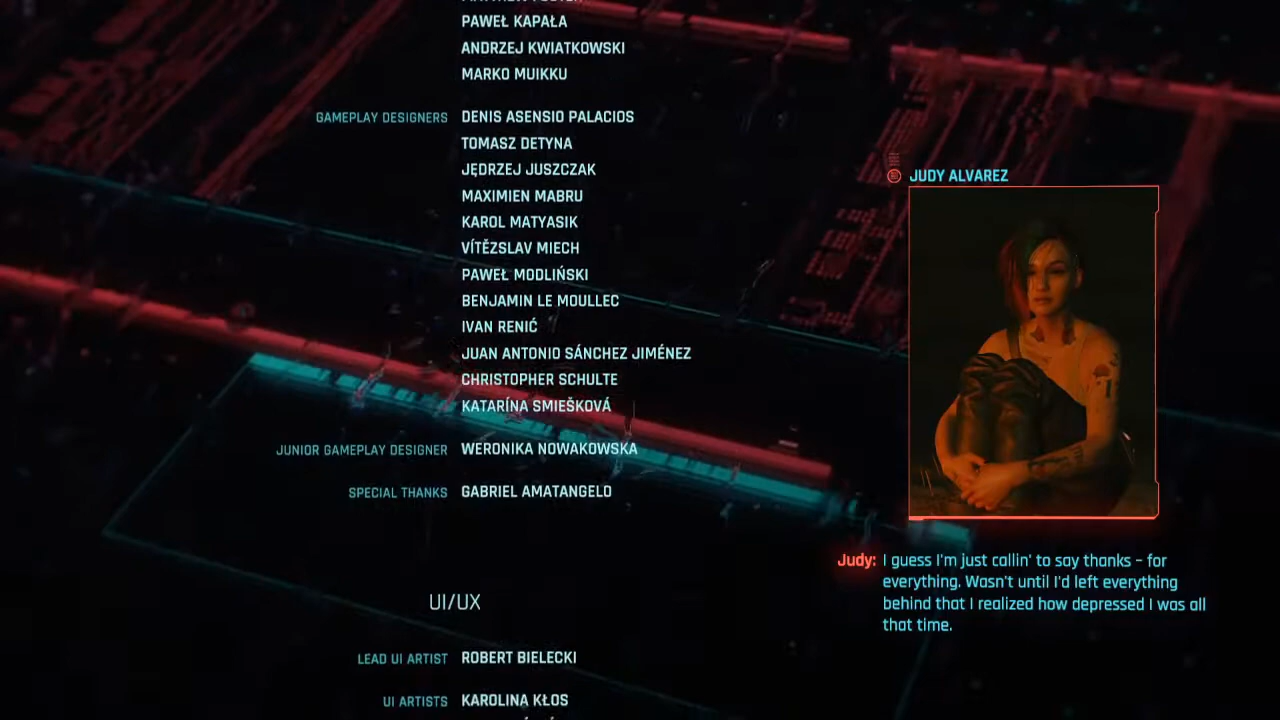 PAWEŁ KAPAŁA
ANDRZEJ KWIATKOWSKI
MARKO MUIKKU
GAMEPLAY DESIGNERS DENIS ASENSIO PALACIOS
TOMASZ DETYNA
JĘDRZEJ JUSZCZAK
MAXIMIEN MABRU
KAROL MATYASIK
VÍTĚZSLAV MIECH
PAWEŁ MODLIŃSKI
BENJAMIN LE MOULLEC
IVAN RENIĆ
JUAN ANTONIO SÁNCHEZ JIMÉNEZ
CHRISTOPHER SCHULTE
KATARÍNA SMIEŠKOVÁ
JUNIOR GAMEPLAY DESIGNER WERONIKA NOWAKOWSKA
SPECIAL THANKS GABRIEL AMATANGELO
UI/UX
LEAD UI ARTIST ROBERT BIELECKI
UI ARTISTS KAROLINA KŁOS
JUDY ALVAREZ
Judy: I guess I'm just callin' to say thanks – for
everything. Wasn't until I'd left everything
behind that I realized how depressed I was all
that time.